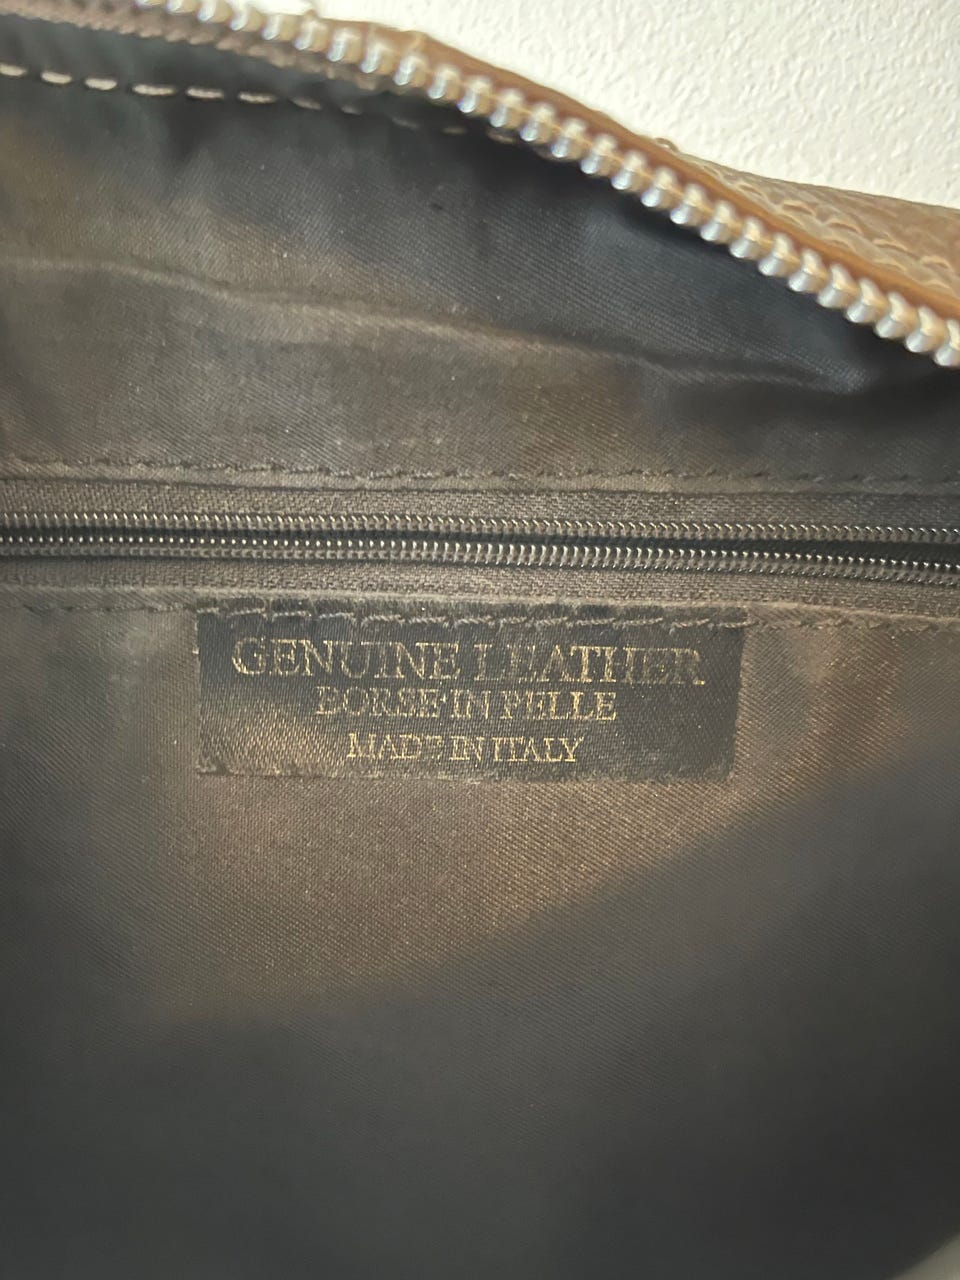 GENUINE LEATHER
BORSE IN PELLE
MADE IN ITALY